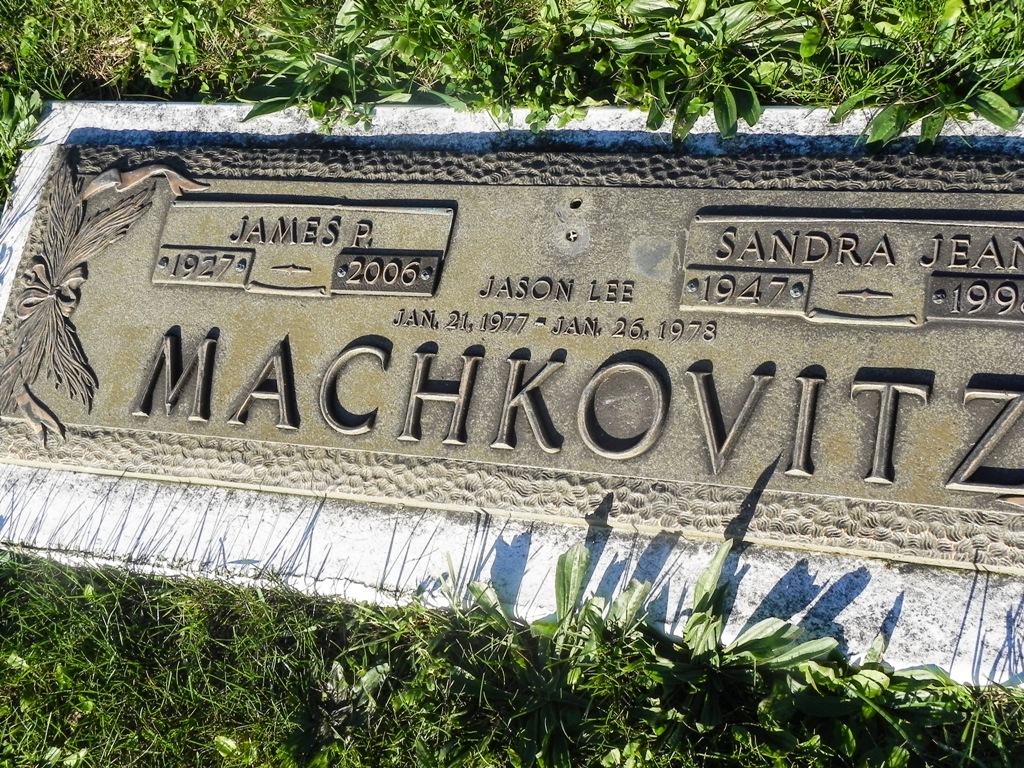 JAMES P.
1927 - 2006
SANDRA JEAN
1947 -
JASON LEE
JAN. 21, 1977 - JAN. 26, 1978
MACHKOVITZ